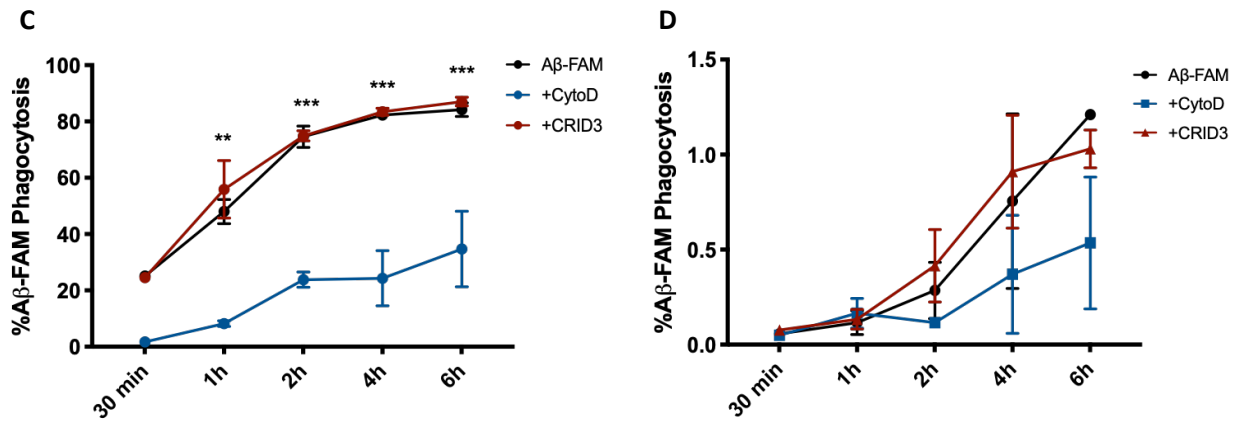 C
%Aβ-FAM Phagocytosis
100
80
60
40
20
0
**
***
***
***
30 min
1h
2h
4h
6h
Aβ-FAM
+CytoD
+CRID3
D
%Aβ-FAM Phagocytosis
1.5
1.0
0.5
0.0
30 min
1h
2h
4h
6h
Aβ-FAM
+CytoD
+CRID3